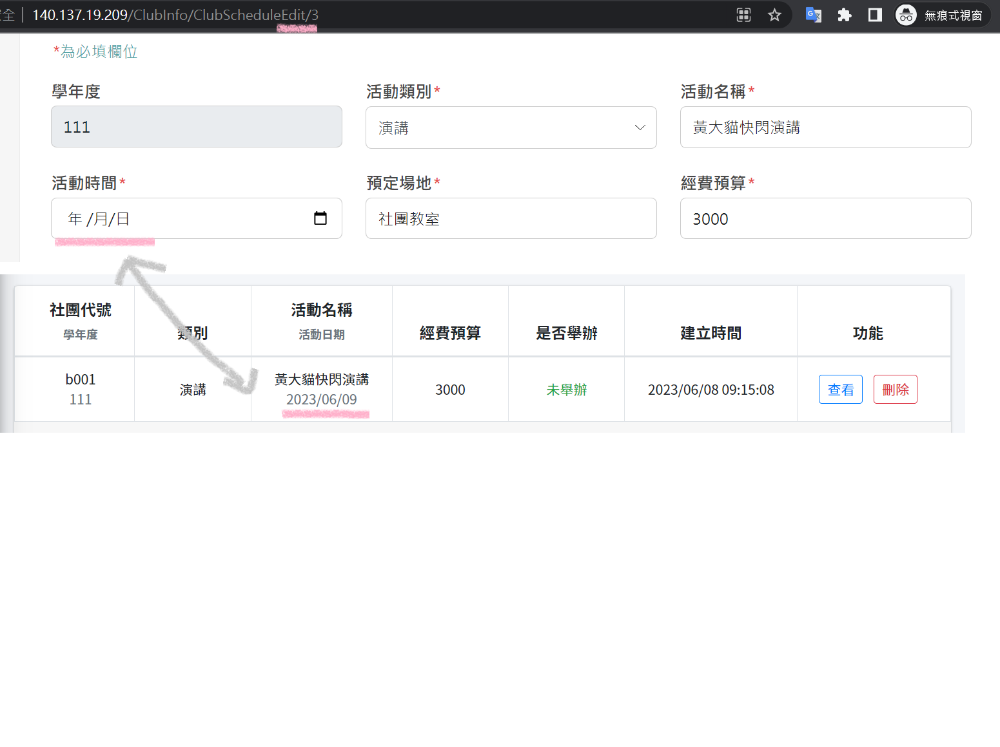 全 | 140.137.19.209/ClubInfo/ClubScheduleEdit/3 無痕式視窗
*為必填欄位
學年度 活動類別* 活動名稱*
111 演講 黃大貓快閃演講
活動時間* 預定場地* 經費預算*
年 /月/日 社團教室 3000
社團代號 活動名稱
學年度 類別 活動日期 經費預算 是否舉辦 建立時間 功能
b001 黃大貓快閃演講
演講 3000 未舉辦 2023/06/08 09:15:08 查看 刪除
111 2023/06/09